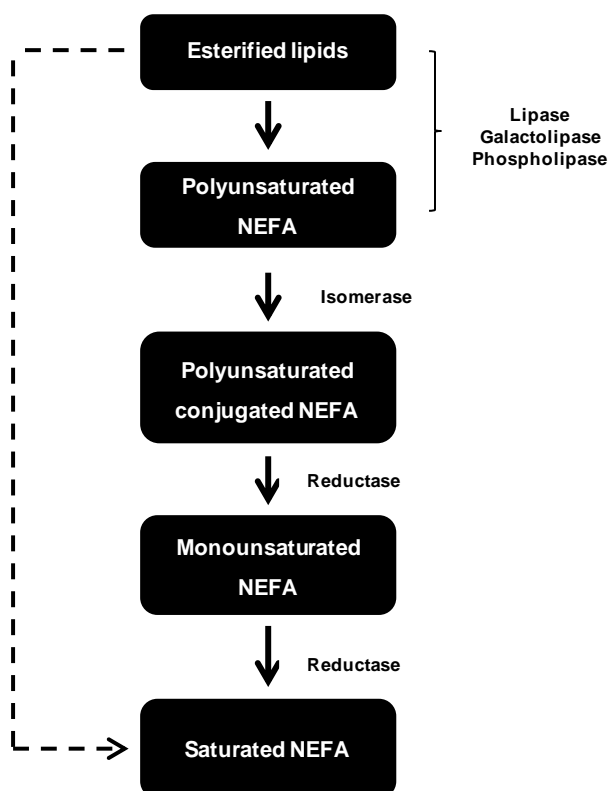 Esterified lipids
Lipase
Galactolipase
Phospholipase
Polyunsaturated
NEFA
Isomerase
Polyunsaturated
conjugated NEFA
Reductase
Monounsaturated
NEFA
Reductase
Saturated NEFA